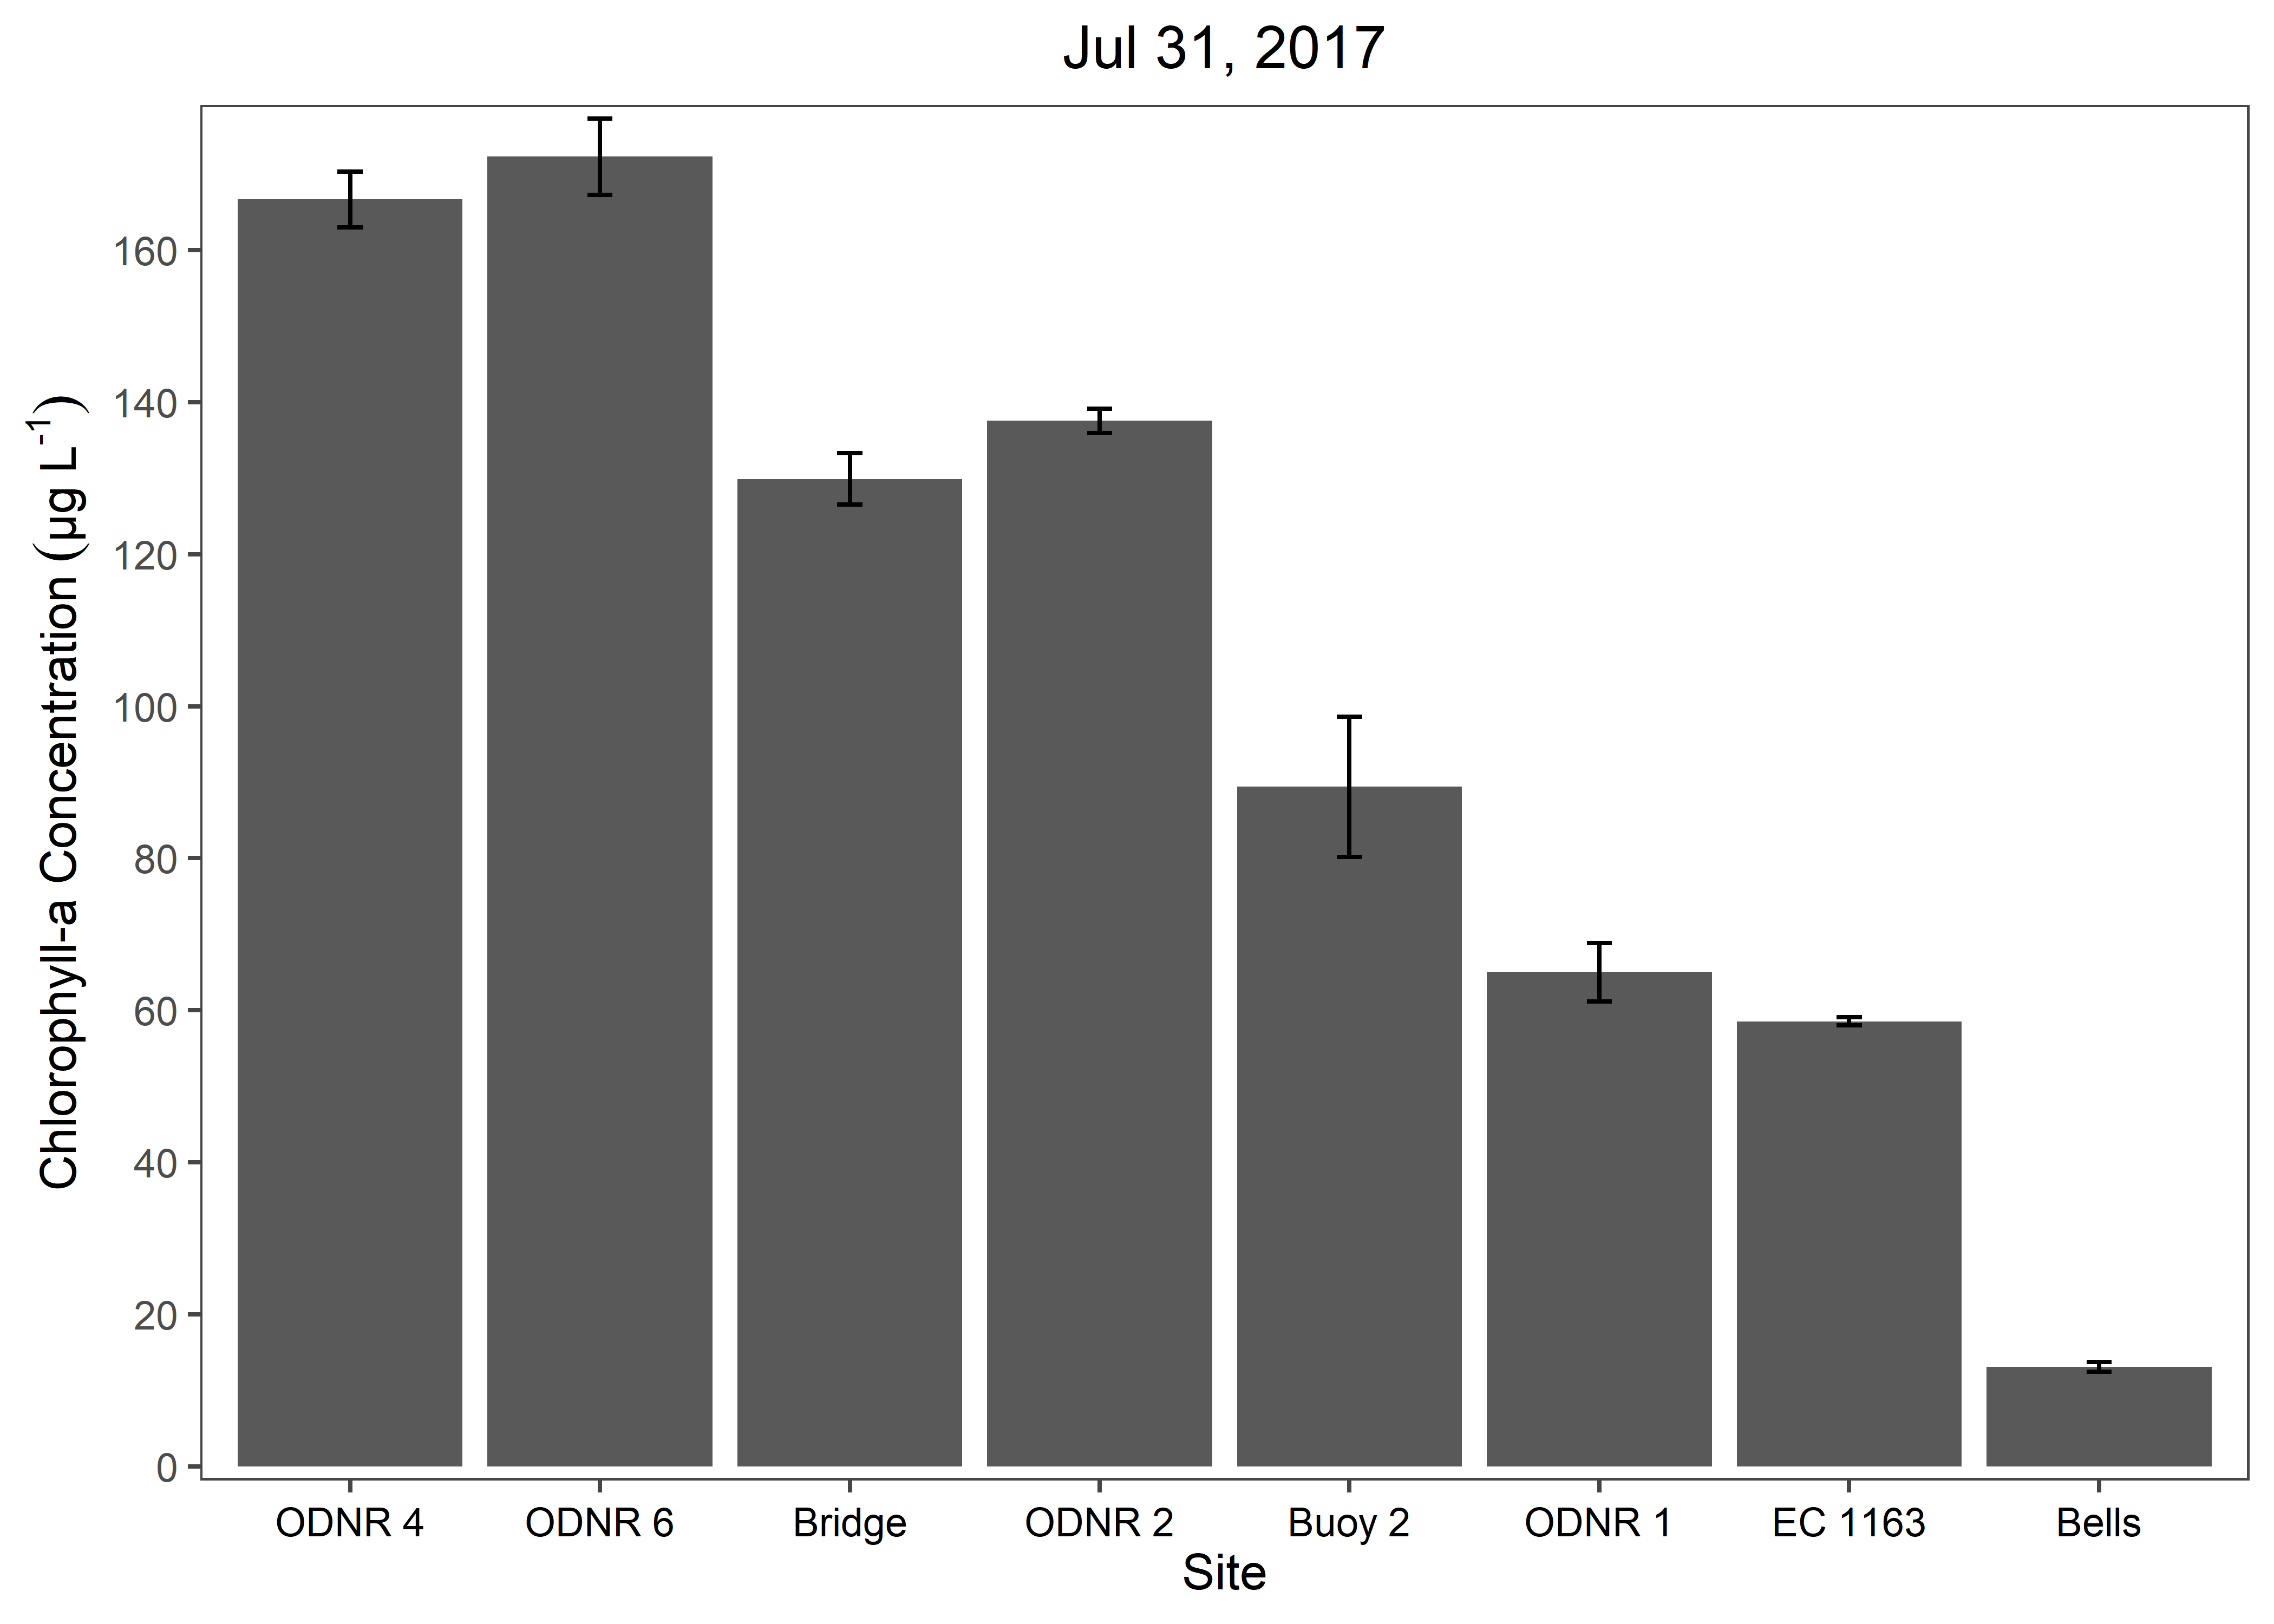 Jul 31, 2017
Chlorophyll-a Concentration (µg L⁻¹)
160
140
120
100
80
60
40
20
0
ODNR 4 ODNR 6 Bridge ODNR 2 Buoy 2 ODNR 1 EC 1163 Bells
Site